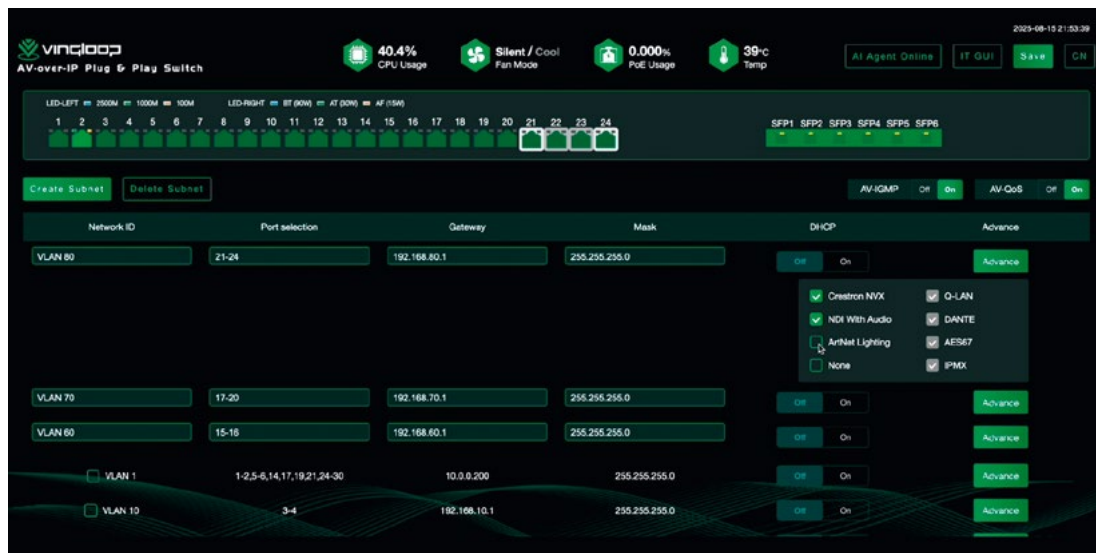 2025-08-15 21:53:39
vingloop
AV-over-IP Plug & Play Switch
40.4%
CPU Usage
Silent / Cool
Fan Mode
0.000%
PoE Usage
39°C
Temp
AI Agent Online
IT GUI
Save
CN
LED-LEFT 2500M 1000M 100M LED-RIGHT BT (90W) AT (30W) AF (15W)
1 2 3 4 5 6 7 8 9 10 11 12 13 14 15 16 17 18 19 20 21 22 23 24 SFP1 SFP2 SFP3 SFP4 SFP5 SFP6
Create Subnet Delete Subnet AV-IGMP Off On AV-QoS Off On
Network ID Port selection Gateway Mask DHCP Advance
VLAN 80 21-24 192.168.80.1 255.255.255.0 Off On Advance
Crestron NVX Q-LAN
NDI With Audio DANTE
ArtNet Lighting AES67
None IPMX
VLAN 70 17-20 192.168.70.1 255.255.255.0 Off On Advance
VLAN 60 15-16 192.168.60.1 255.255.255.0 Off On Advance
VLAN 1 1-2,5-6,14,17,19,21,24-30 10.0.0.200 255.255.255.0 Off On Advance
VLAN 10 3-4 192.168.10.1 255.255.255.0 Off On Advance